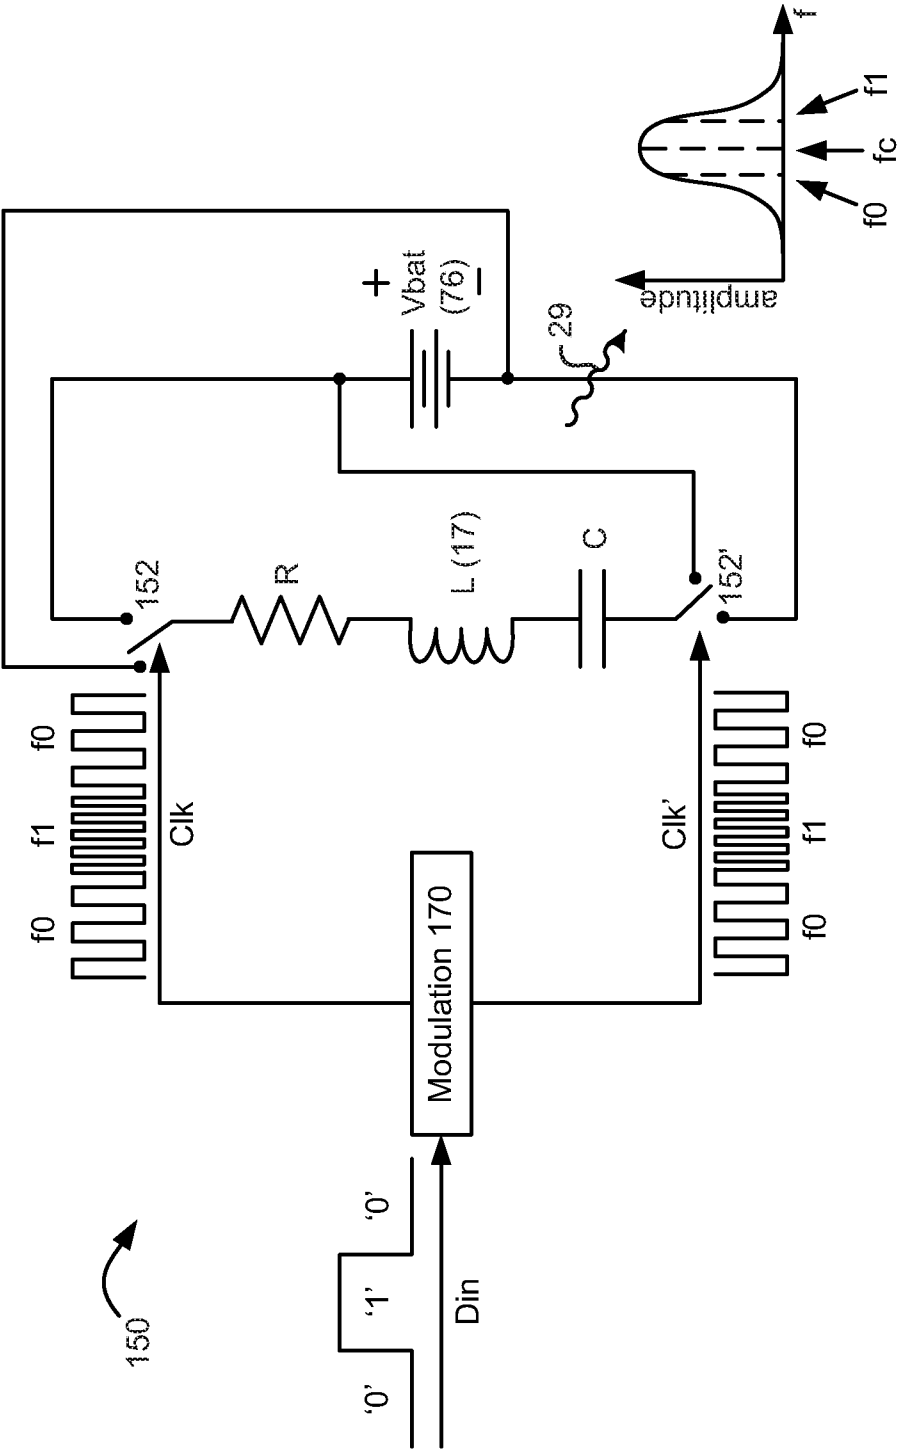 150
‘0’
‘1’
‘0’
Din
Modulation 170
f0
f1
f0
Clk
Clk’
f0
f1
f0
152
R
L (17)
C
152'
+
Vbat
(76)
−
29
amplitude
f
f0
fc
f1